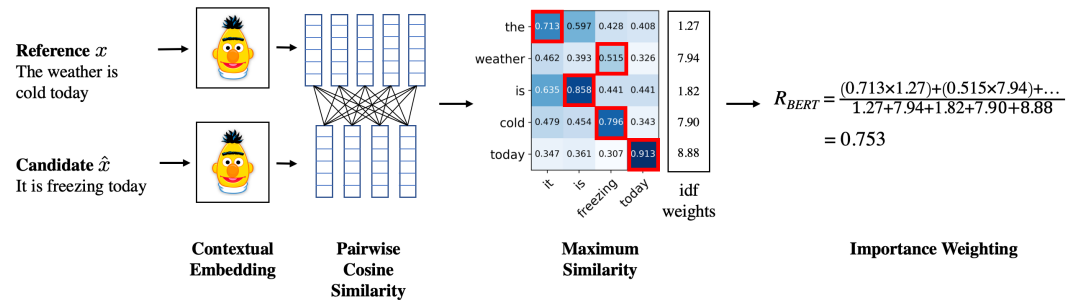 Reference x
The weather is
cold today
Candidate x̂
It is freezing today
Contextual
Embedding
Pairwise
Cosine
Similarity
the 0.713 0.597 0.428 0.408 1.27
weather 0.462 0.393 0.515 0.326 7.94
is 0.635 0.858 0.441 0.441 1.82
cold 0.479 0.454 0.796 0.343 7.90
today 0.347 0.361 0.307 0.913 8.88
it is freezing today
idf
weights
Maximum
Similarity
R_BERT = (0.713×1.27)+(0.515×7.94)+...
1.27+7.94+1.82+7.90+8.88
= 0.753
Importance Weighting